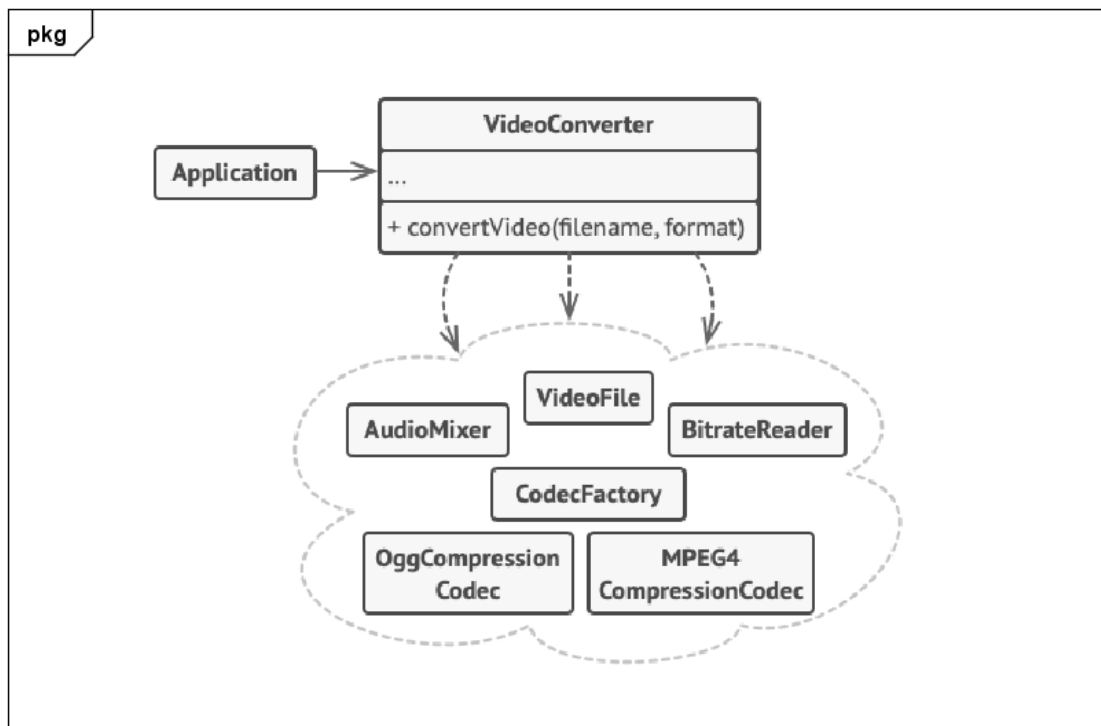 pkg
VideoConverter
Application
...
+ convertVideo(filename, format)
VideoFile
AudioMixer
BitrateReader
CodecFactory
OggCompression
Codec
MPEG4
CompressionCodec